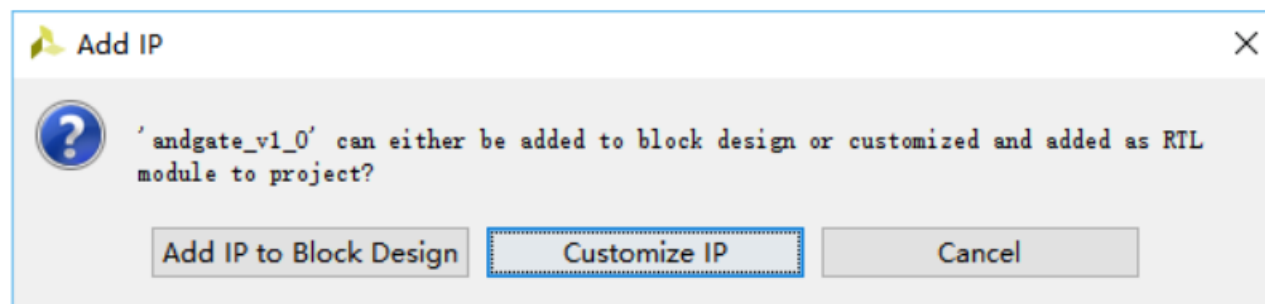 Add IP
'andgate_v1_0' can either be added to block design or customized and added as RTL
module to project?
Add IP to Block Design
Customize IP
Cancel